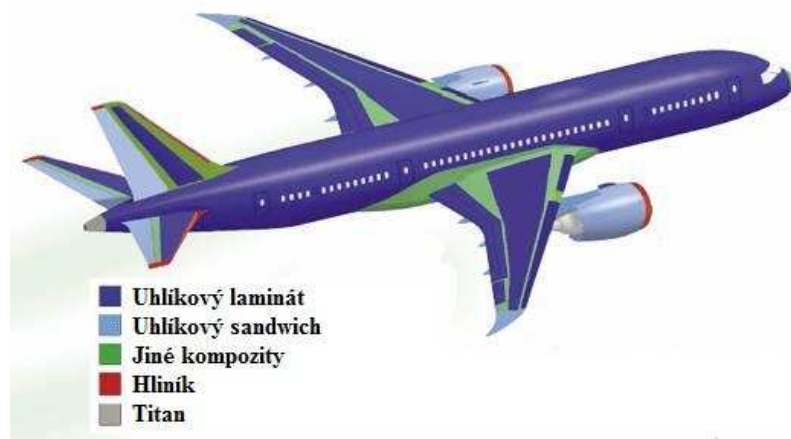 Uhlíkový laminát
Uhlíkový sandwich
Jiné kompozity
Hliník
Titan